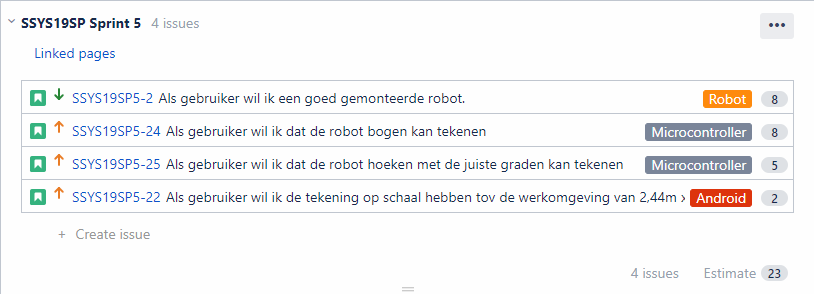 SSYS19SP Sprint 5 4 issues
Linked pages
SSYS19SP5-2 Als gebruiker wil ik een goed gemonteerde robot. Robot 8
SSYS19SP5-24 Als gebruiker wil ik dat de robot bogen kan tekenen Microcontroller 8
SSYS19SP5-25 Als gebruiker wil ik dat de robot hoeken met de juiste graden kan tekenen Microcontroller 5
SSYS19SP5-22 Als gebruiker wil ik de tekening op schaal hebben tov de werkomgeving van 2,44m Android 2
+ Create issue
4 issues Estimate 23